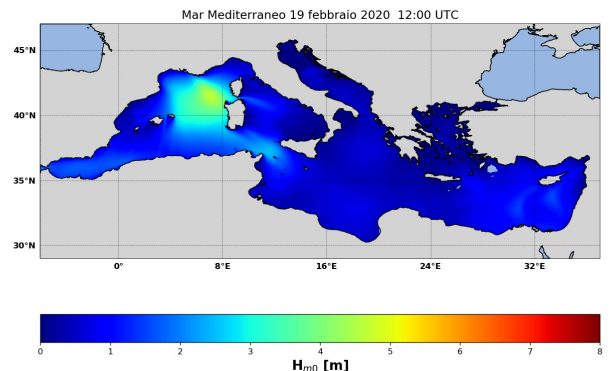 Mar Mediterraneo 19 febbraio 2020  12:00 UTC
45°N
40°N
35°N
30°N
0° 8°E 16°E 24°E 32°E
0 1 2 3 4 5 6 7 8
Hm0 [m]